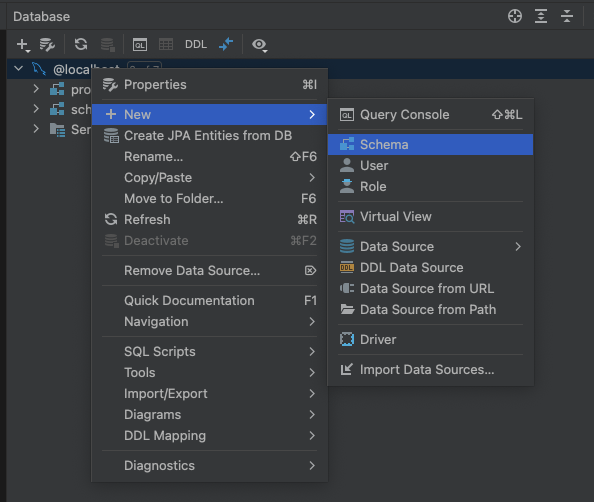 Database
DDL
@localhost
Properties ⌘I
New
Create JPA Entities from DB
Rename... ⇧F6
Copy/Paste
Move to Folder... F6
Refresh ⌘R
Deactivate ⌘F2
Remove Data Source...
Quick Documentation F1
Navigation
SQL Scripts
Tools
Import/Export
Diagrams
DDL Mapping
Diagnostics
pro
sch
Ser
QL
Query Console ⇧⌘L
Schema
User
Role
Virtual View
Data Source
DDL Data Source
Data Source from URL
Data Source from Path
Driver
Import Data Sources...